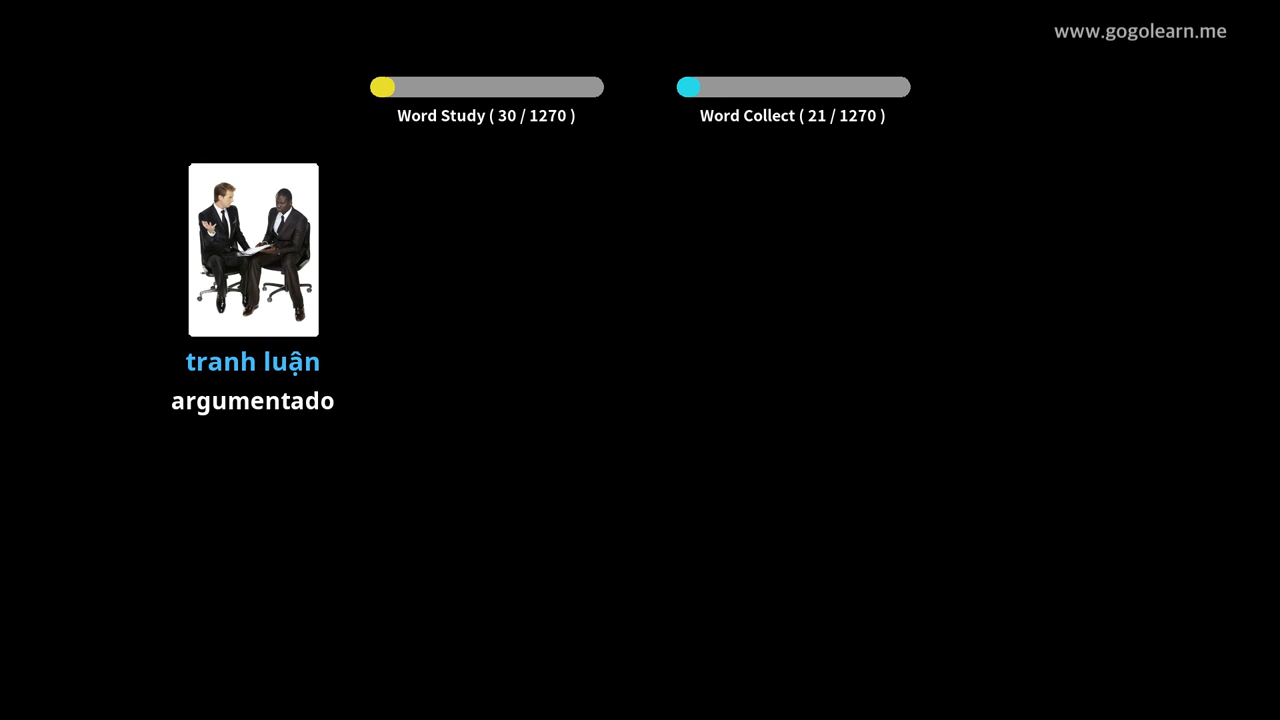 www.gogolearn.me
Word Study ( 30 / 1270 )
Word Collect ( 21 / 1270 )
tranh luận
argumentado